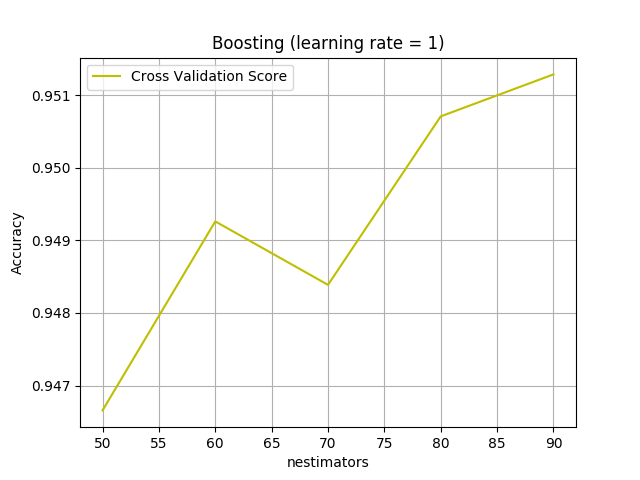 Boosting (learning rate = 1)
Cross Validation Score
0.951
0.950
0.949
0.948
0.947
Accuracy
50 55 60 65 70 75 80 85 90
nestimators